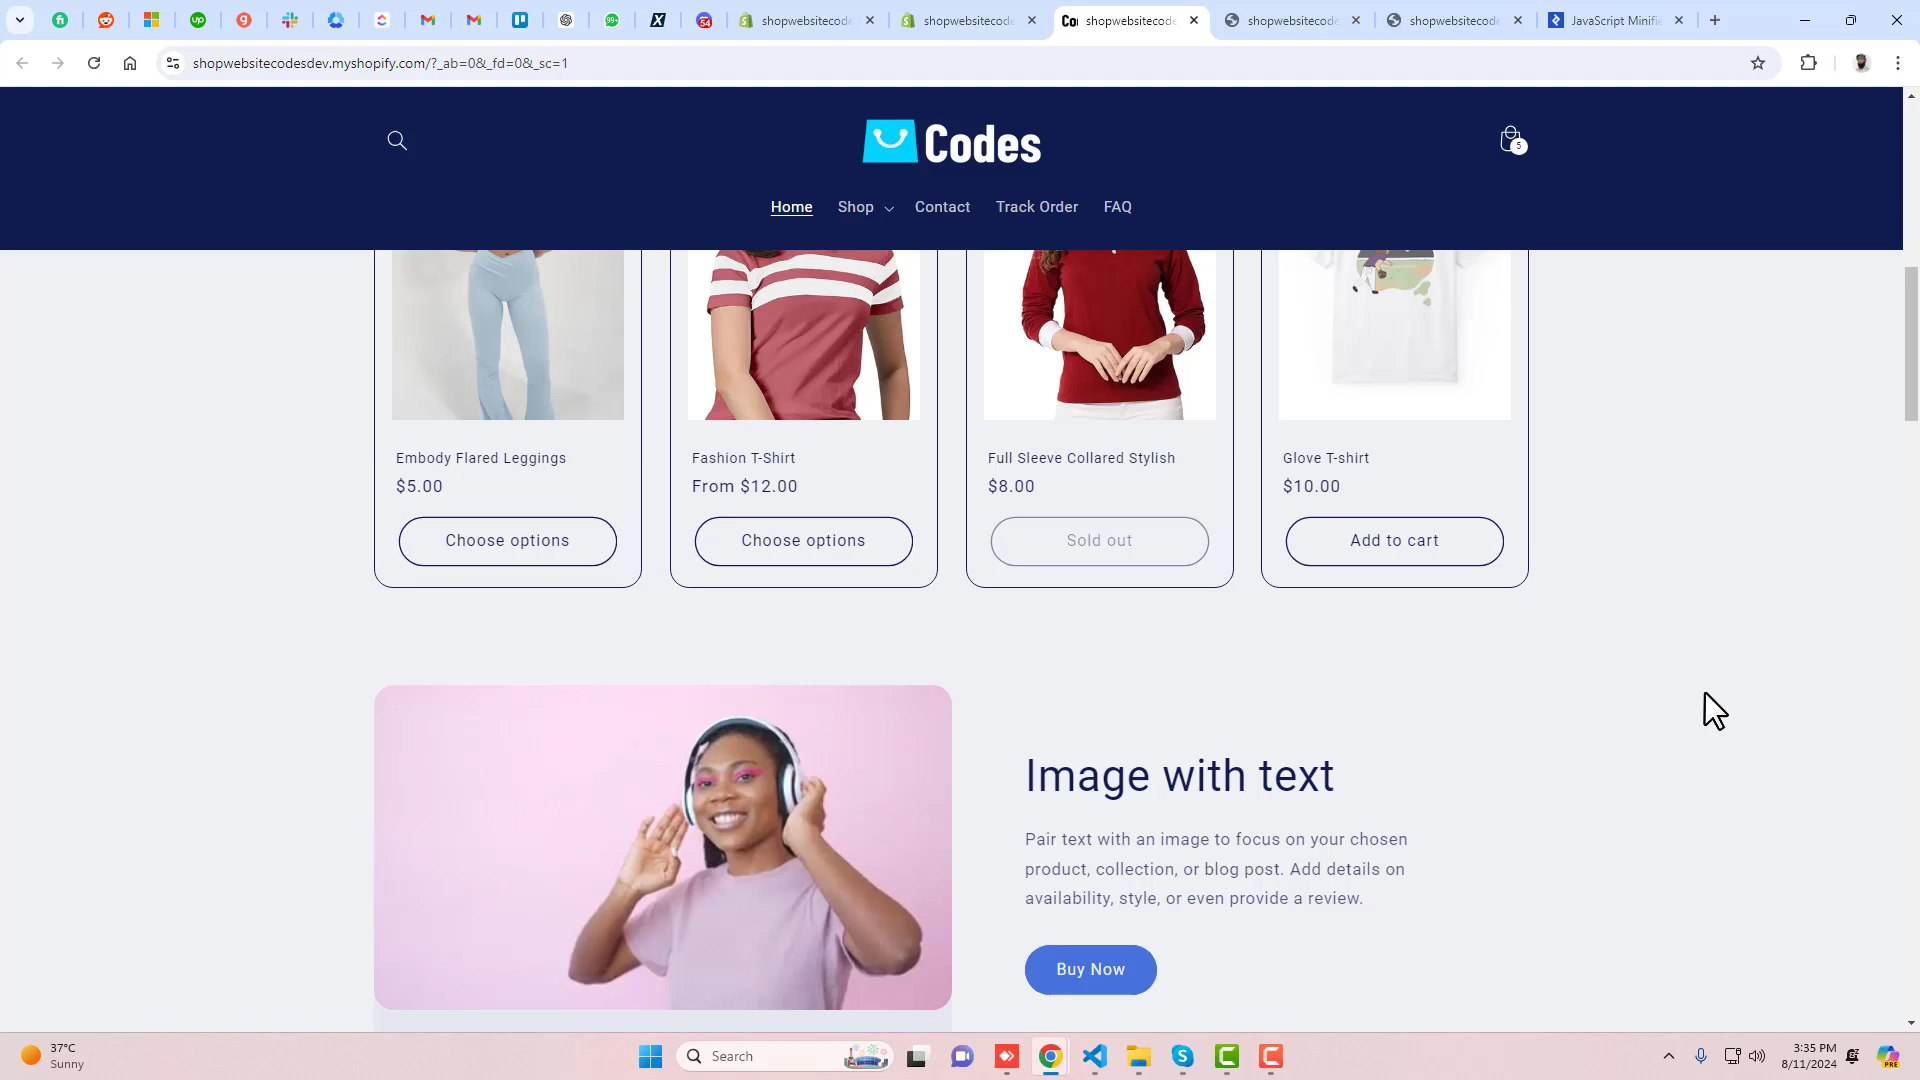 shopwebsitecode
shopwebsitecode
shopwebsitecode
shopwebsitecode
shopwebsitecode
JavaScript Minifie
shopwebsitecodesdev.myshopify.com/?_ab=0&_fd=0&_sc=1
Codes
5
Home
Shop
Contact
Track Order
FAQ
Embody Flared Leggings
Fashion T-Shirt
Full Sleeve Collared Stylish
Glove T-shirt
$5.00
From $12.00
$8.00
$10.00
Choose options
Choose options
Sold out
Add to cart
Image with text
Pair text with an image to focus on your chosen
product, collection, or blog post. Add details on
availability, style, or even provide a review.
Buy Now
37°C
Sunny
Search
3:35 PM
8/11/2024